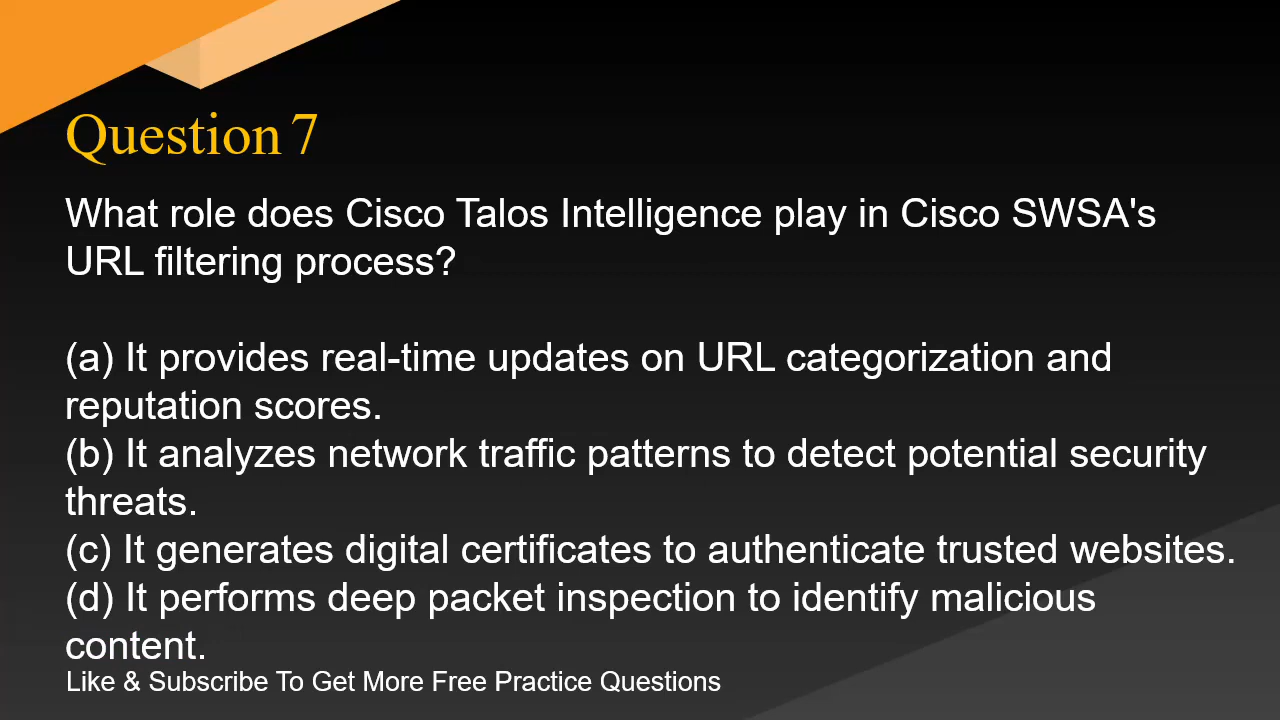 Question 7
What role does Cisco Talos Intelligence play in Cisco SWSA's
URL filtering process?
(a) It provides real-time updates on URL categorization and
reputation scores.
(b) It analyzes network traffic patterns to detect potential security
threats.
(c) It generates digital certificates to authenticate trusted websites.
(d) It performs deep packet inspection to identify malicious
content.
Like & Subscribe To Get More Free Practice Questions